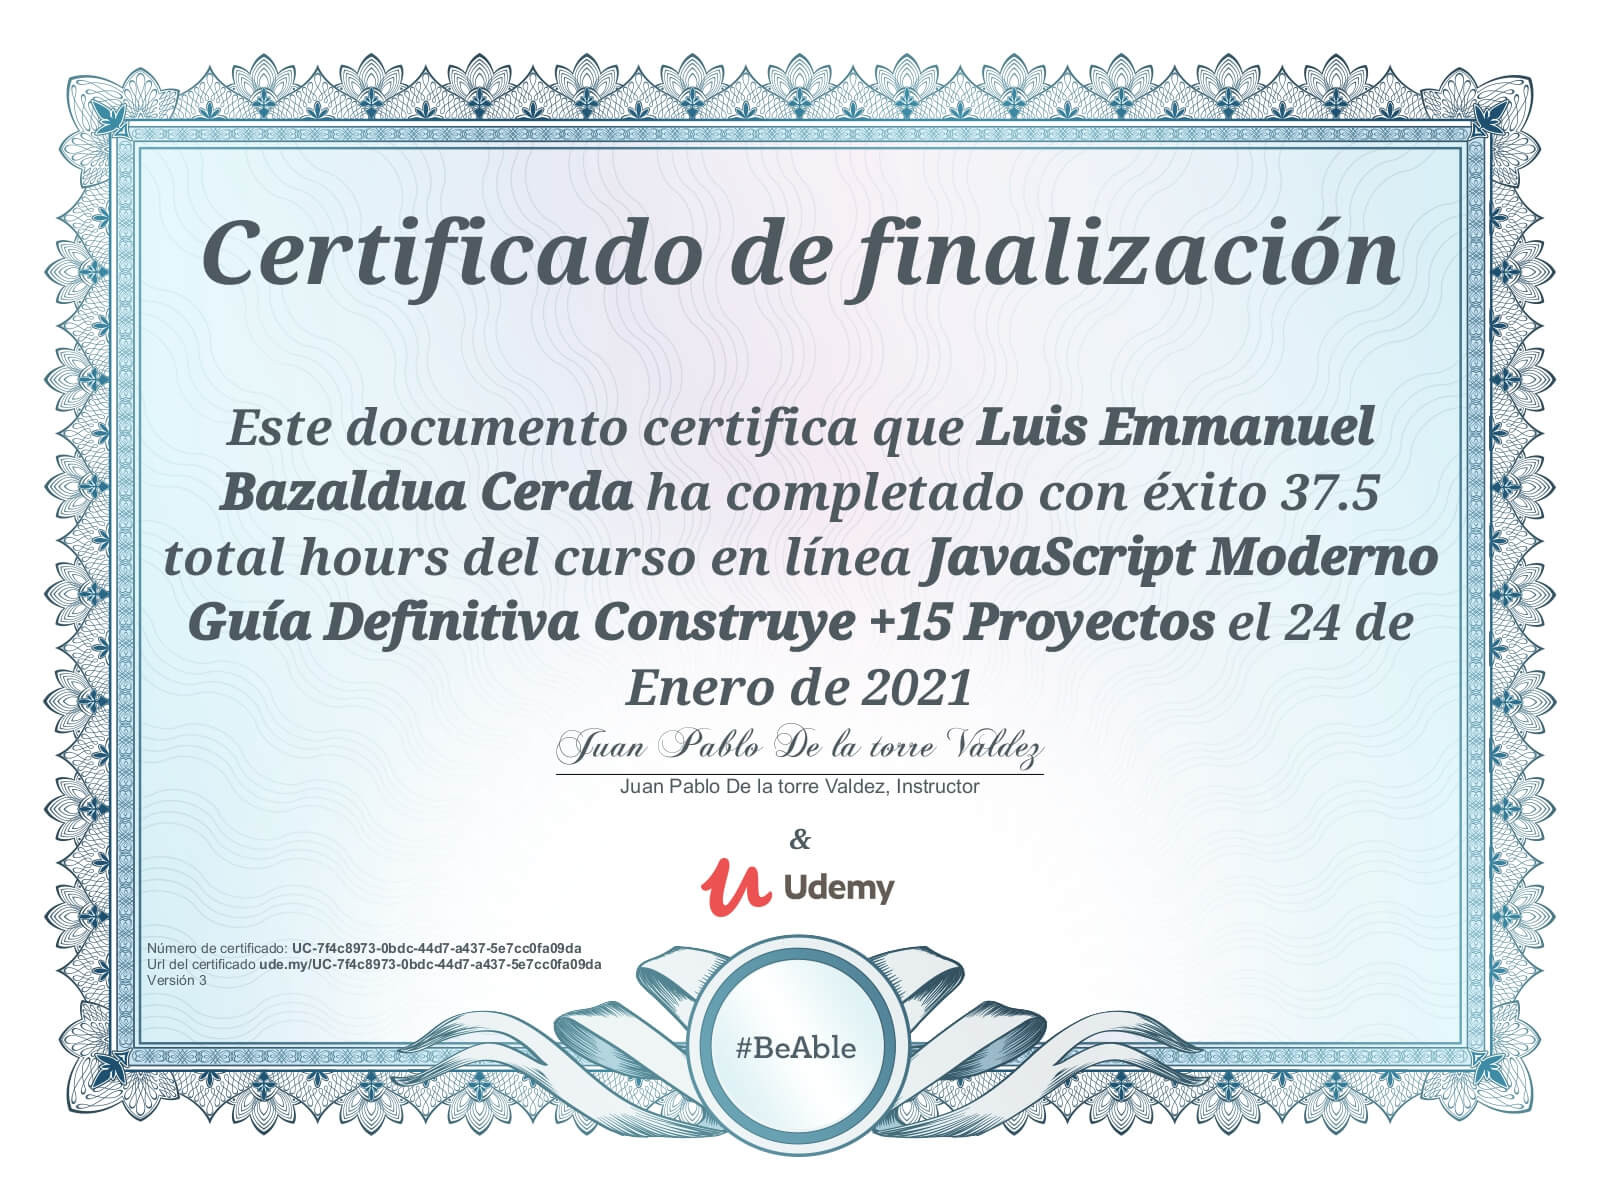 Certificado de finalización
Este documento certifica que Luis Emmanuel
Bazaldua Cerda ha completado con éxito 37.5
total hours del curso en línea JavaScript Moderno
Guía Definitiva Construye +15 Proyectos el 24 de
Enero de 2021
Juan Pablo De la torre Valdez
Juan Pablo De la torre Valdez, Instructor
&
Udemy
Número de certificado: UC-7f4c8973-0bdc-44d7-a437-5e7cc0fa09da
Url del certificado ude.my/UC-7f4c8973-0bdc-44d7-a437-5e7cc0fa09da
Versión 3
#BeAble